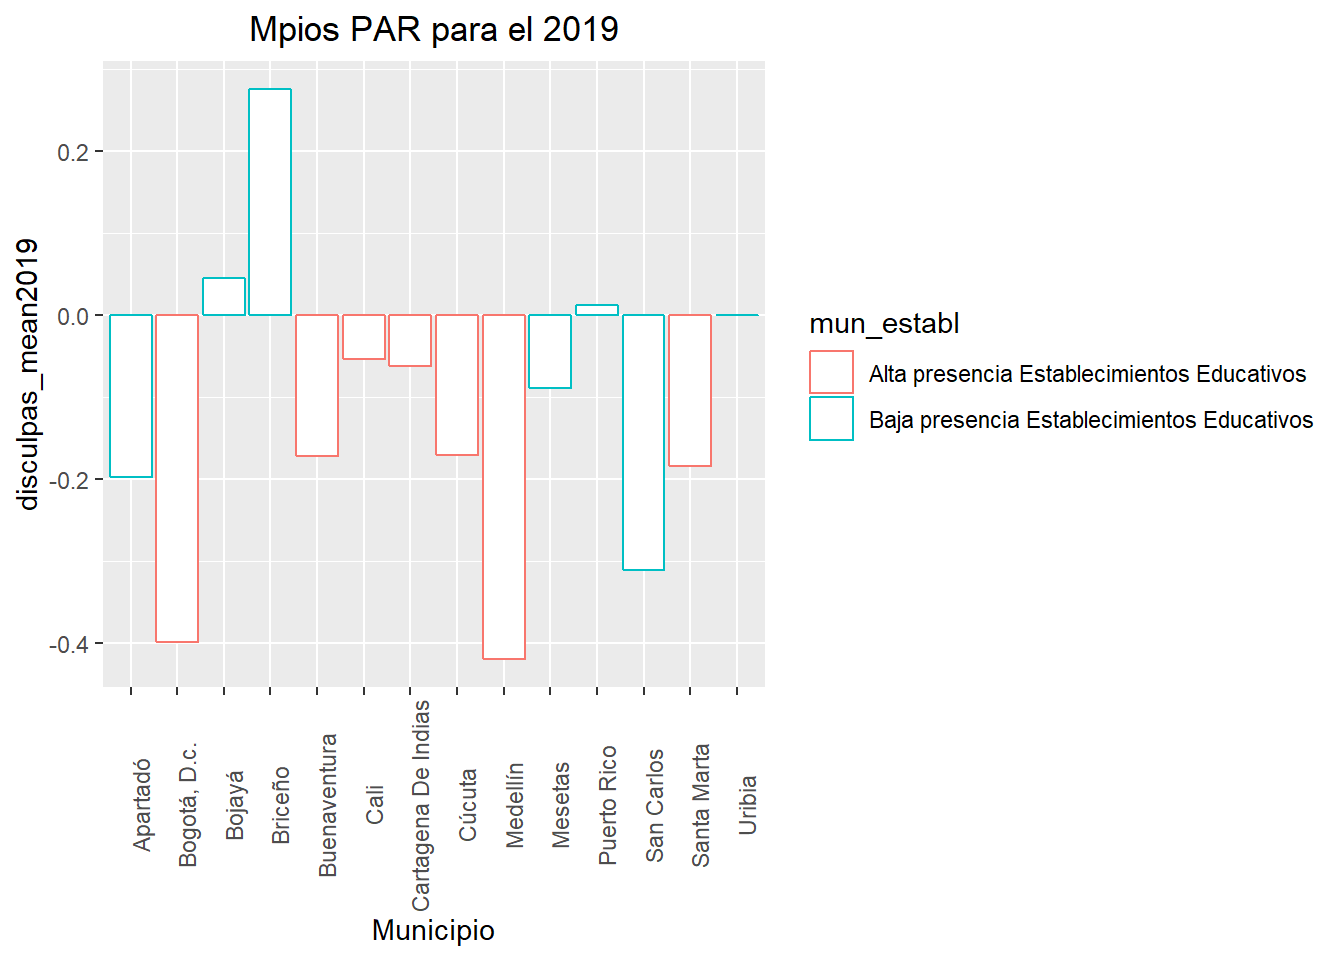 Mpios PAR para el 2019
disculpas_mean2019
0.2
0.0
-0.2
-0.4
Apartadó
Bogotá, D.c.
Bojayá
Briceño
Buenaventura
Cali
Cartagena De Indias
Cúcuta
Medellín
Mesetas
Puerto Rico
San Carlos
Santa Marta
Uribia
Municipio
mun_establ
Alta presencia Establecimientos Educativos
Baja presencia Establecimientos Educativos